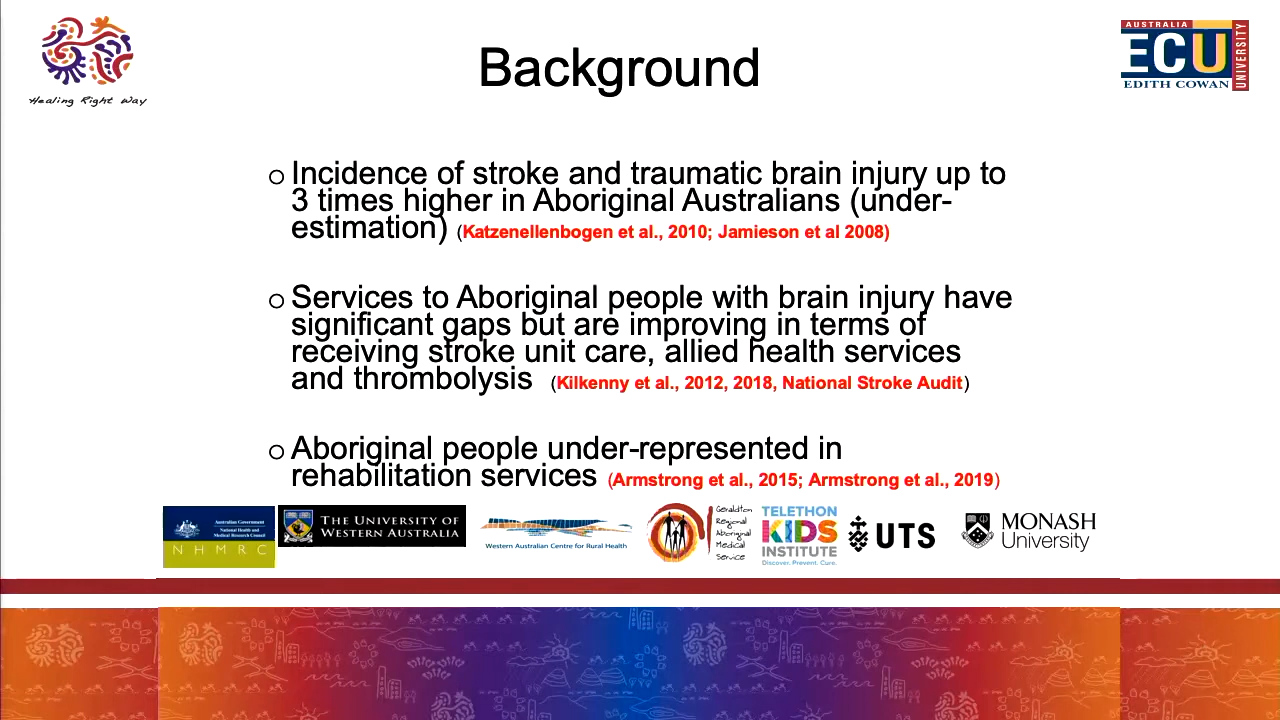 Healing Right Way
Background
AUSTRALIA
ECU
UNIVERSITY
EDITH COWAN
o Incidence of stroke and traumatic brain injury up to
3 times higher in Aboriginal Australians (under-
estimation) (Katzenellenbogen et al., 2010; Jamieson et al 2008)
o Services to Aboriginal people with brain injury have
significant gaps but are improving in terms of
receiving stroke unit care, allied health services
and thrombolysis (Kilkenny et al., 2012, 2018, National Stroke Audit)
o Aboriginal people under-represented in
rehabilitation services (Armstrong et al., 2015; Armstrong et al., 2019)
Australian Government
National Health and
Medical Research Council
NHMRC
THE UNIVERSITY OF
WESTERN AUSTRALIA
Western Australian Centre for Rural Health
Geraldton
Regional
Aboriginal
Medical
Service
TELETHON
KIDS
INSTITUTE
Discover. Prevent. Cure.
UTS
MONASH
University